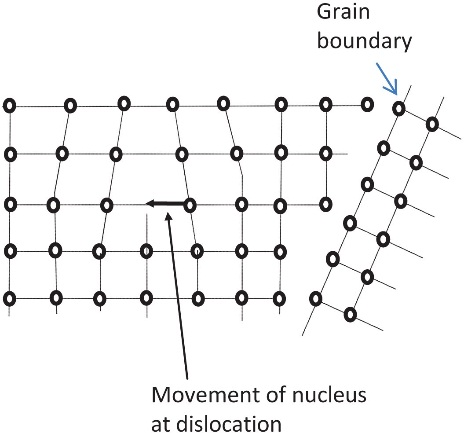 Grain
boundary
Movement of nucleus
at dislocation